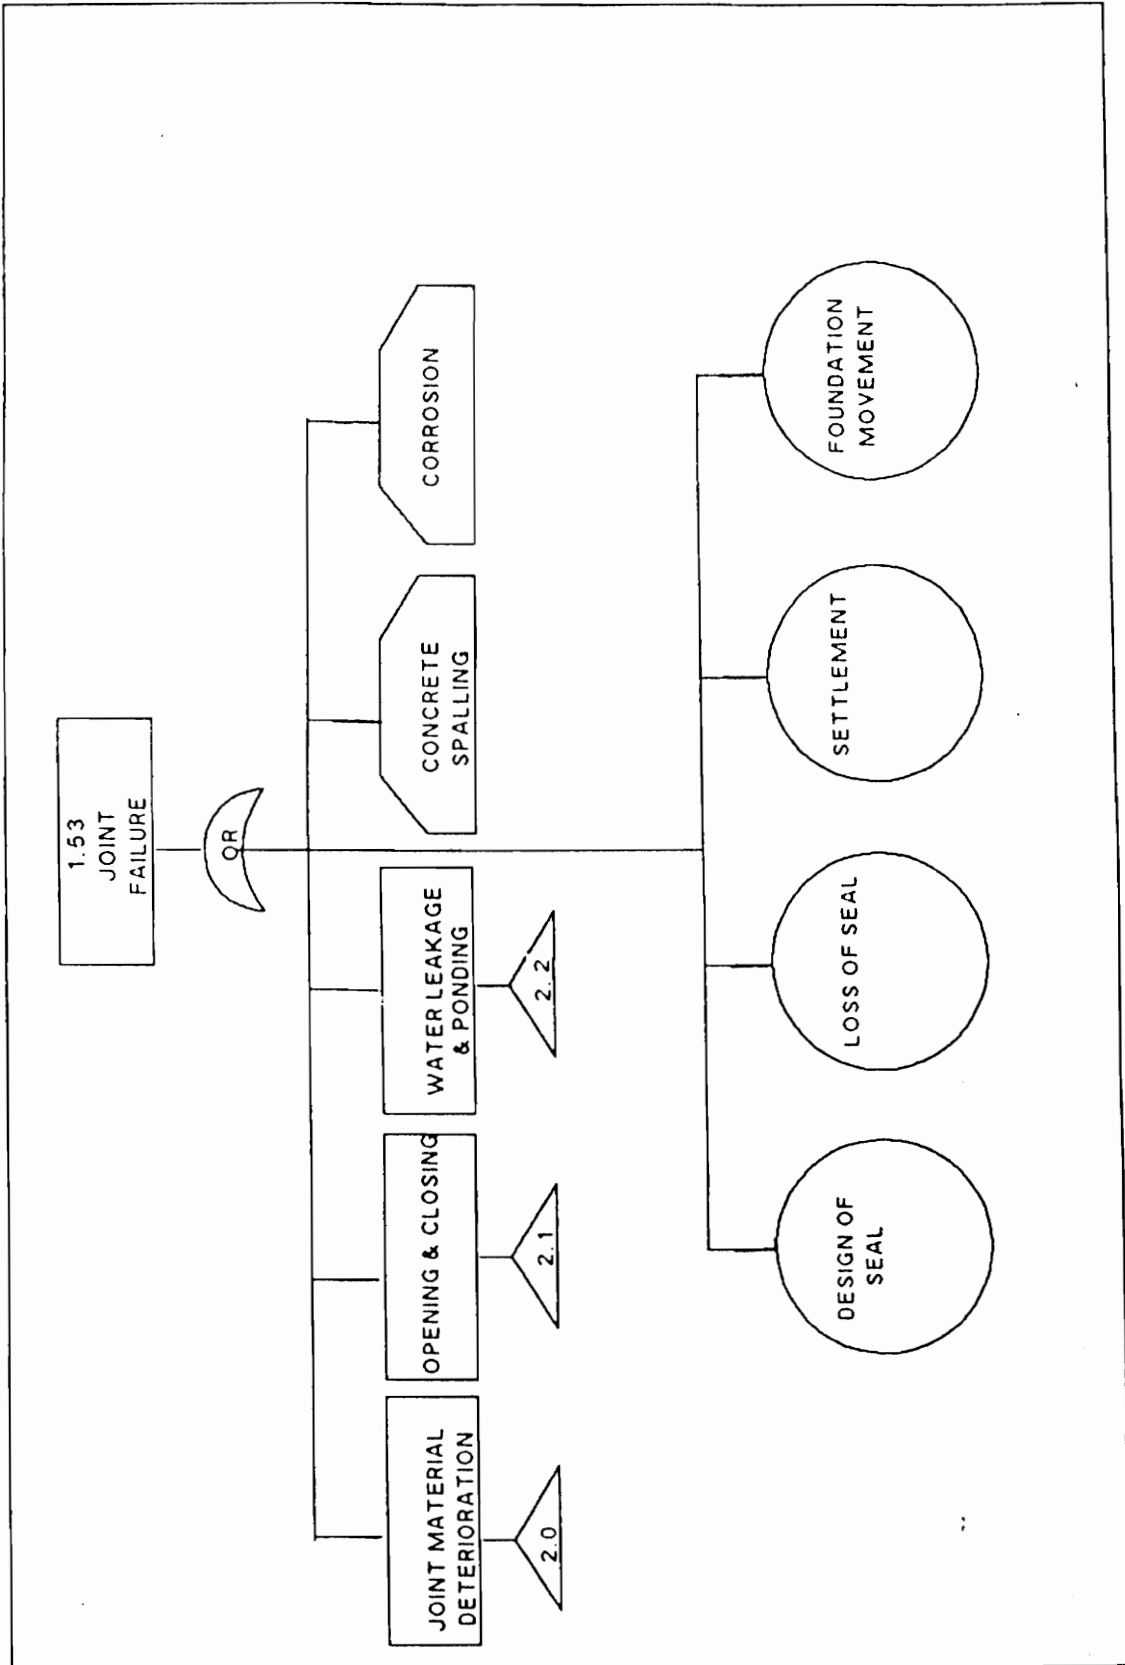 1.53
JOINT
FAILURE
OR
JOINT MATERIAL
DETERIORATION
OPENING & CLOSING
WATER LEAKAGE
& PONDING
CONCRETE
SPALLING
CORROSION
2.0
2.1
2.2
DESIGN OF
SEAL
LOSS OF SEAL
SETTLEMENT
FOUNDATION
MOVEMENT